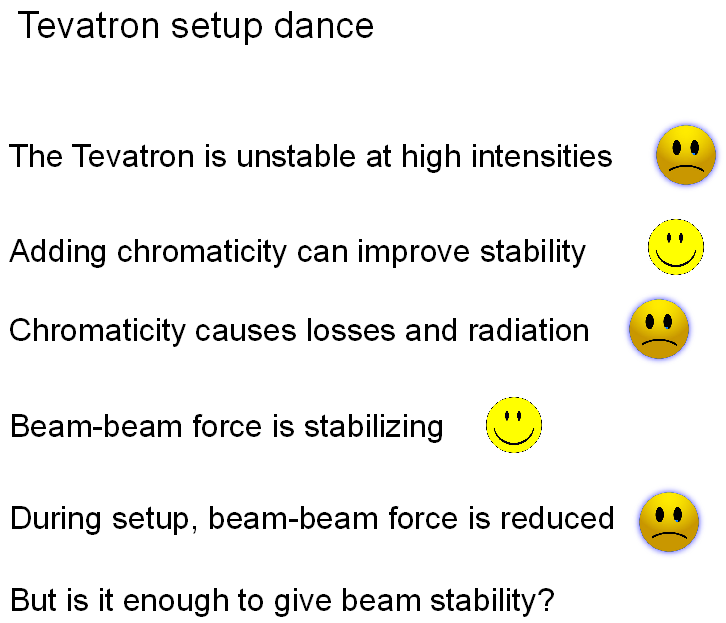 Tevatron setup dance
The Tevatron is unstable at high intensities
Adding chromaticity can improve stability
Chromaticity causes losses and radiation
Beam-beam force is stabilizing
During setup, beam-beam force is reduced
But is it enough to give beam stability?